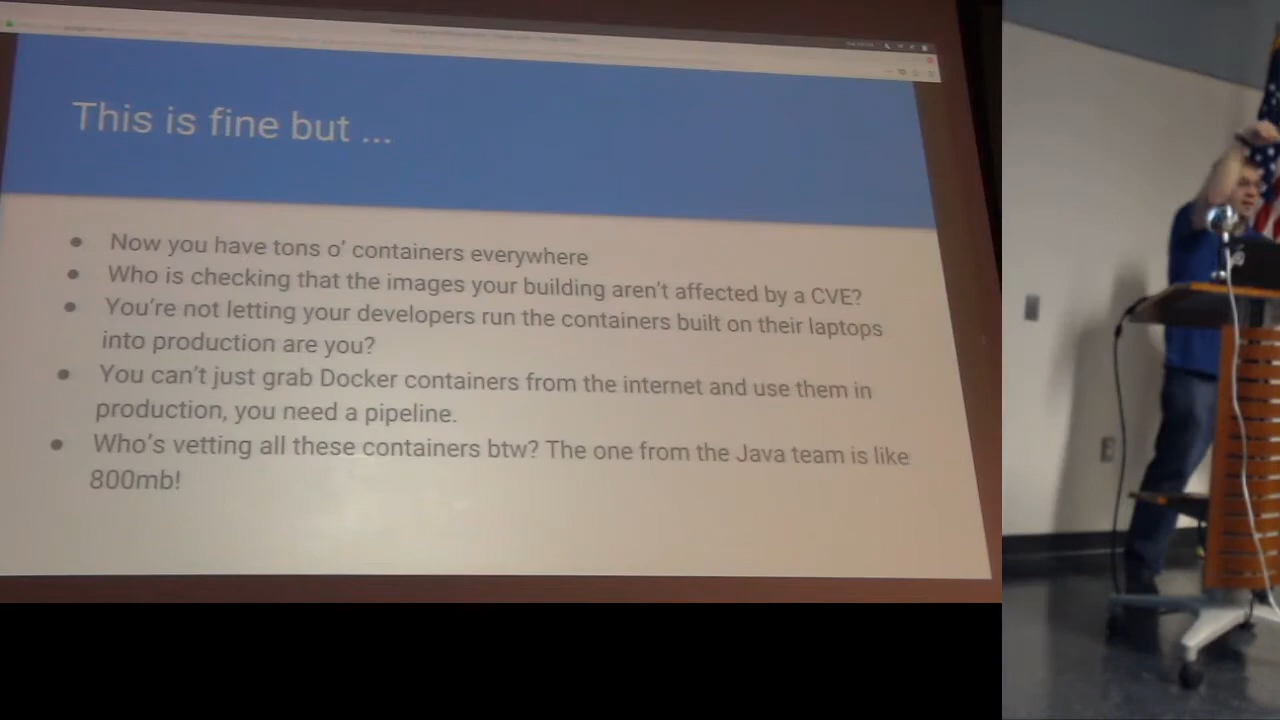 This is fine but ...
● Now you have tons o' containers everywhere
● Who is checking that the images your building aren't affected by a CVE?
● You're not letting your developers run the containers built on their laptops
into production are you?
● You can't just grab Docker containers from the internet and use them in
production, you need a pipeline.
● Who's vetting all these containers btw? The one from the Java team is like
800mb!